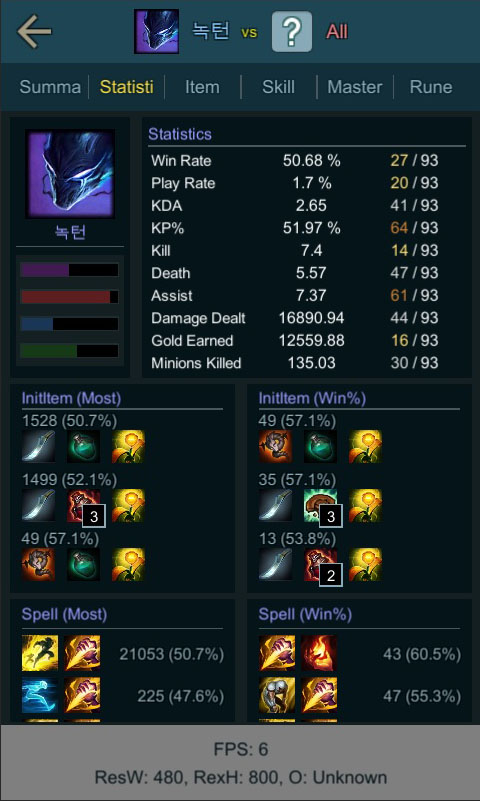 녹턴 vs ? All
Summa Statisti Item Skill Master Rune
녹턴
Statistics
Win Rate 50.68 % 27 / 93
Play Rate 1.7 % 20 / 93
KDA 2.65 41 / 93
KP% 51.97 % 64 / 93
Kill 7.4 14 / 93
Death 5.57 47 / 93
Assist 7.37 61 / 93
Damage Dealt 16890.94 44 / 93
Gold Earned 12559.88 16 / 93
Minions Killed 135.03 30 / 93
InitItem (Most)
1528 (50.7%)
1499 (52.1%)
3
49 (57.1%)
InitItem (Win%)
49 (57.1%)
35 (57.1%)
3
13 (53.8%)
2
Spell (Most)
21053 (50.7%)
225 (47.6%)
Spell (Win%)
43 (60.5%)
47 (55.3%)
FPS: 6
ResW: 480, RexH: 800, O: Unknown